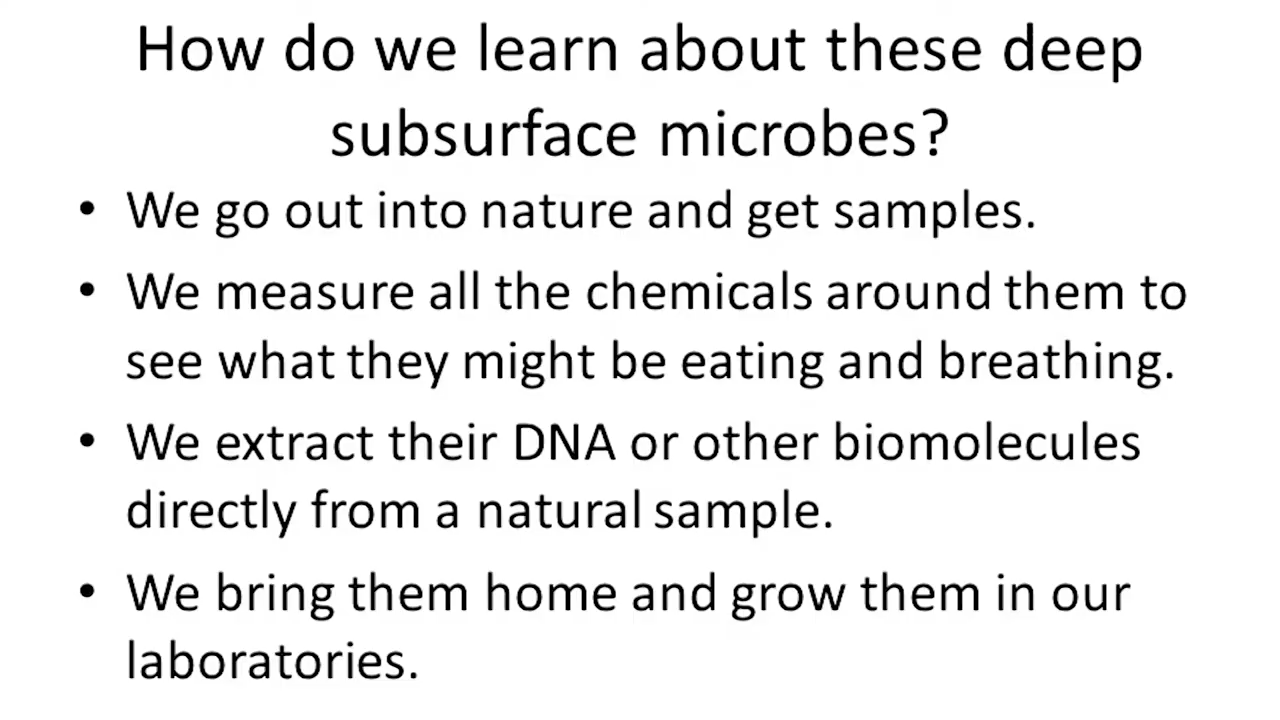 How do we learn about these deep
subsurface microbes?
• We go out into nature and get samples.
• We measure all the chemicals around them to
see what they might be eating and breathing.
• We extract their DNA or other biomolecules
directly from a natural sample.
• We bring them home and grow them in our
laboratories.